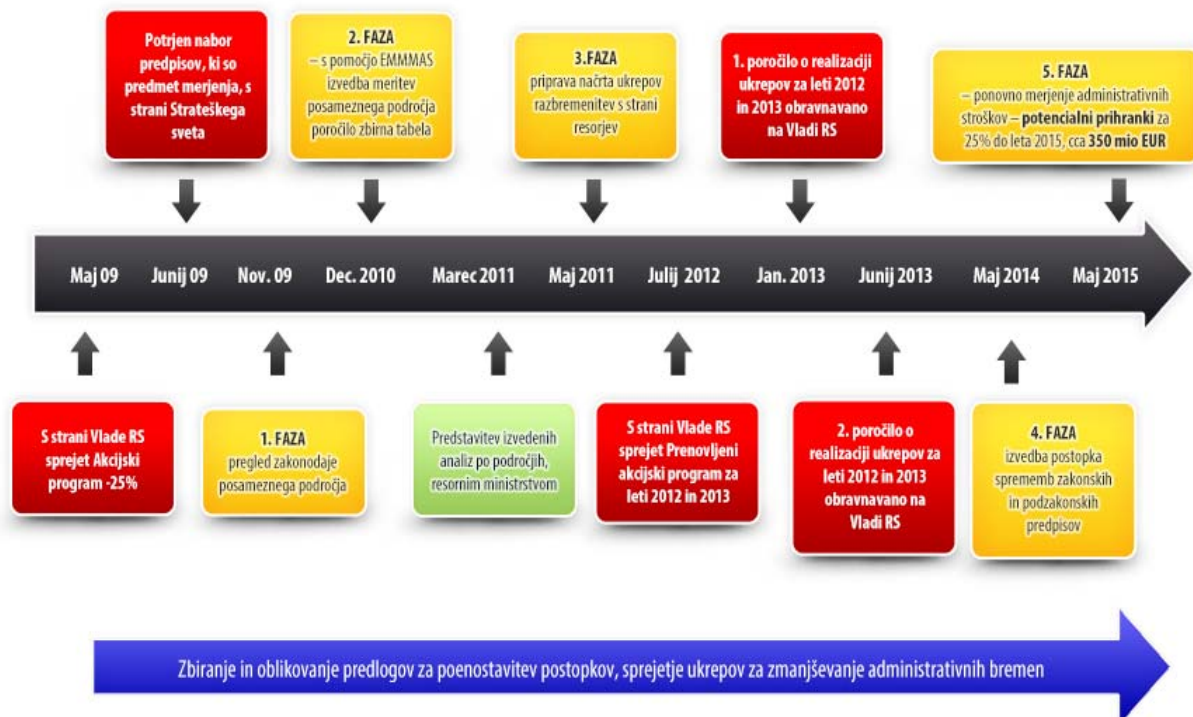 Potrjen nabor
predpisov, ki so
predmet merjenja, s
strani Strateškega
sveta
2. FAZA
– s pomočjo EMMMAS
izvedba meritev
posameznega področja
poročilo zbirna tabela
3.FAZA
priprava načrta ukrepov
razbremenitev s strani
resorjev
1. poročilo o realizaciji
ukrepov za leti 2012
in 2013 obravnavano
na Vladi RS
5. FAZA
– ponovno merjenje administrativnih
stroškov – potencialni prihranki za
25% do leta 2015, cca 350 mio EUR
Maj 09 Junij 09 Nov. 09 Dec. 2010 Marec 2011 Maj 2011 Julij 2012 Jan. 2013 Junij 2013 Maj 2014 Maj 2015
S strani Vlade RS
sprejet Akcijski
program -25%
1. FAZA
pregled zakonodaje
posameznega področja
Predstavitev izvedenih
analiz po področjih,
resornim ministrstvom
S strani Vlade RS
sprejet Prenovljeni
akcijski program za
leti 2012 in 2013
2. poročilo o
realizaciji ukrepov za
leti 2012 in 2013
obravnavano na
Vladi RS
4. FAZA
izvedba postopka
sprememb zakonskih
in podzakonskih
predpisov
Zbiranje in oblikovanje predlogov za poenostavitev postopkov, sprejetje ukrepov za zmanjševanje administrativnih bremen